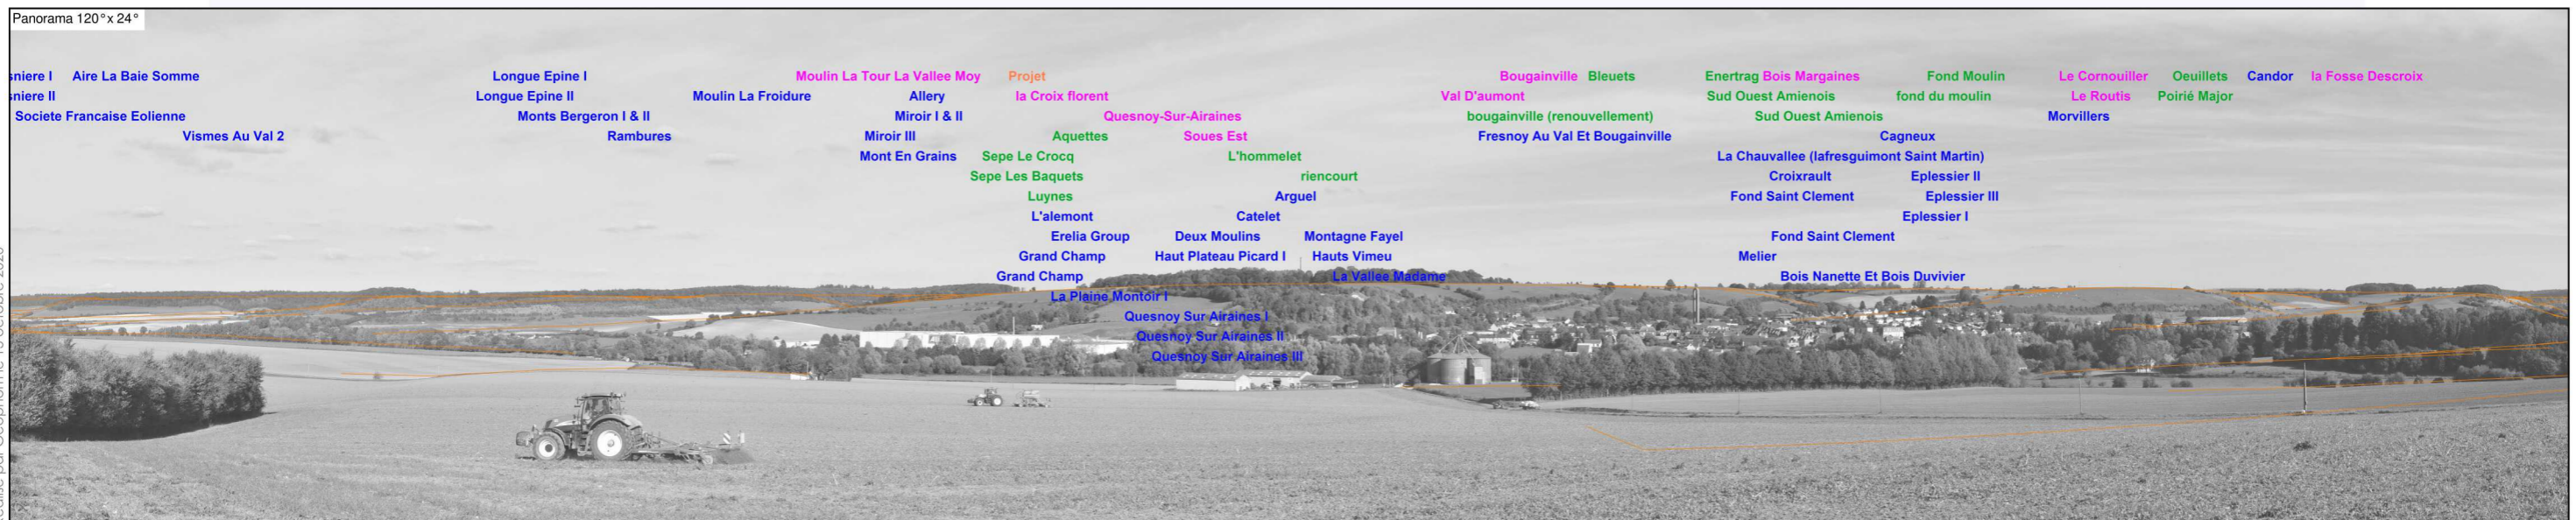 Panorama 120°x 24°
sniere I Aire La Baie Somme Longue Epine I Moulin La Tour La Vallee Moy Projet Bougainville Bleuets Enertrag Bois Margaines Fond Moulin Le Cornouiller Oeuillets Candor la Fosse Descroix
sniere II Longue Epine II Moulin La Froidure Allery la Croix florent Val D'aumont Sud Ouest Amienois fond du moulin Le Routis Poirié Major
Societe Francaise Eolienne Monts Bergeron I & II Miroir I & II Quesnoy-Sur-Airaines bougainville (renouvellement) Sud Ouest Amienois Morvillers
Vismes Au Val 2 Rambures Miroir III Aquettes Soues Est Fresnoy Au Val Et Bougainville Cagneux
Mont En Grains Sepe Le Crocq L'hommelet La Chauvallee (lafresguimont Saint Martin)
Sepe Les Baquets riencourt Croixrault Eplessier II
Luynes Arguel Fond Saint Clement Eplessier III
L'alemont Catelet Eplessier I
Erelia Group Deux Moulins Montagne Fayel Fond Saint Clement
Grand Champ Haut Plateau Picard I Hauts Vimeu Melier
Grand Champ La Vallee Madame Bois Nanette Et Bois Duvivier
La Plaine Montoir I
Quesnoy Sur Airaines I
Quesnoy Sur Airaines II
Quesnoy Sur Airaines III